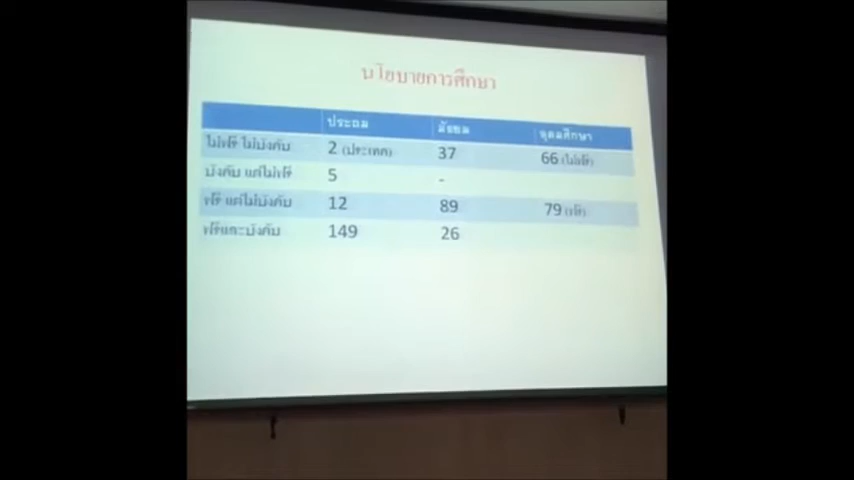 นโยบายการศึกษา
ประถม มัธยม อุดมศึกษา
ไม่ฟรี ไม่บังคับ 2 (ประเทศ) 37 66 (ไม่ฟรี)
บังคับ แต่ไม่ฟรี 5 -
ฟรี แต่ไม่บังคับ 12 89 79 (ฟรี)
ฟรีและบังคับ 149 26